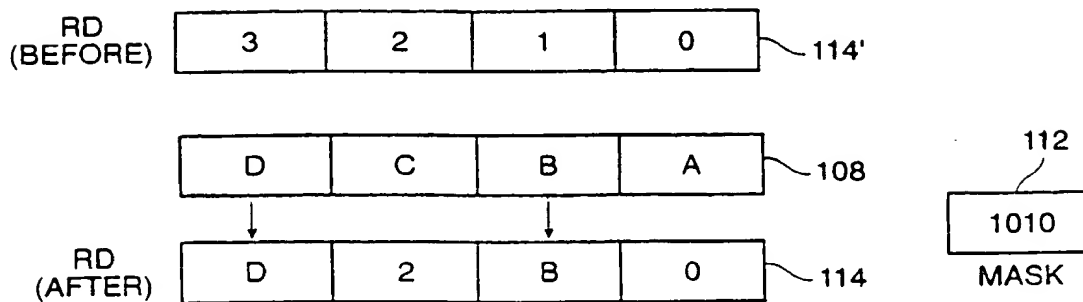 RD
(BEFORE) 3 2 1 0 114'
D C B A 108
112
1010
MASK
RD
(AFTER) D 2 B 0 114